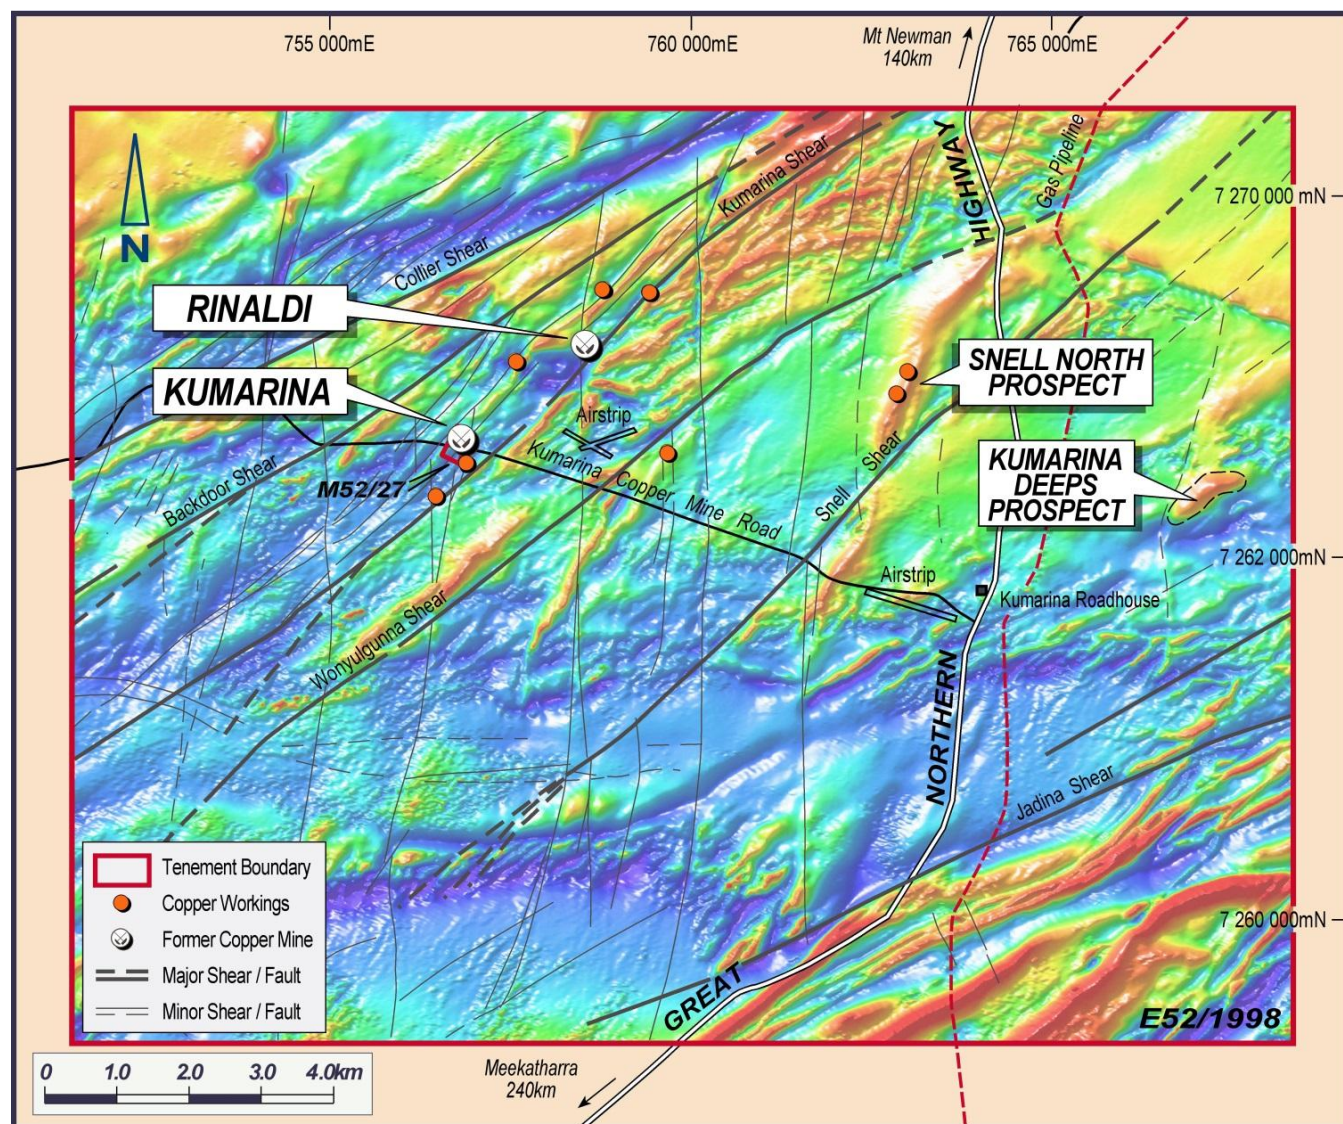 755 000mE
760 000mE
Mt Newman
140km
765 000mE
Gas Pipeline
HIGHWAY
Kumarina Shear
7 270 000 mN
N
Collier Shear
RINALDI
SNELL NORTH
PROSPECT
KUMARINA
Airstrip
Kumarina Copper Mine Road
Snell Shear
KUMARINA
DEEPS
PROSPECT
M52/27
Backdoor Shear
7 262 000mN
Airstrip
Kumarina Roadhouse
Wonyulgunna Shear
NORTHERN
Jadina Shear
Tenement Boundary
Copper Workings
Former Copper Mine
Major Shear / Fault
Minor Shear / Fault
7 260 000mN
GREAT
E52/1998
0 1.0 2.0 3.0 4.0km
Meekatharra
240km